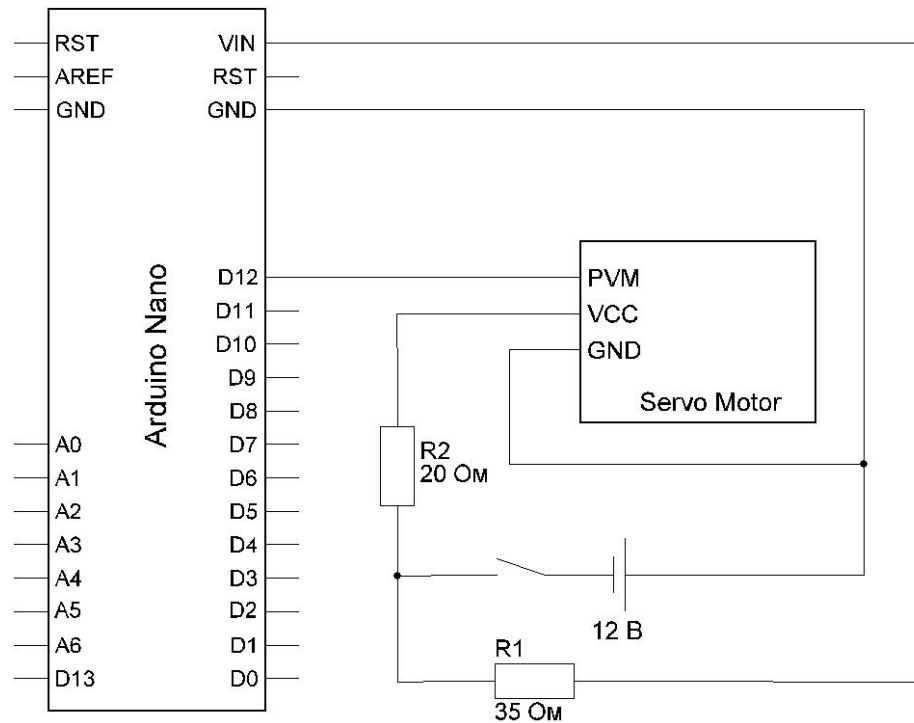 RST
AREF
GND
A0
A1
A2
A3
A4
A5
A6
D13
Arduino Nano
VIN
RST
GND
D12
D11
D10
D9
D8
D7
D6
D5
D4
D3
D2
D1
D0
PVM
VCC
GND
Servo Motor
R2
20 Ом
12 В
R1
35 Ом